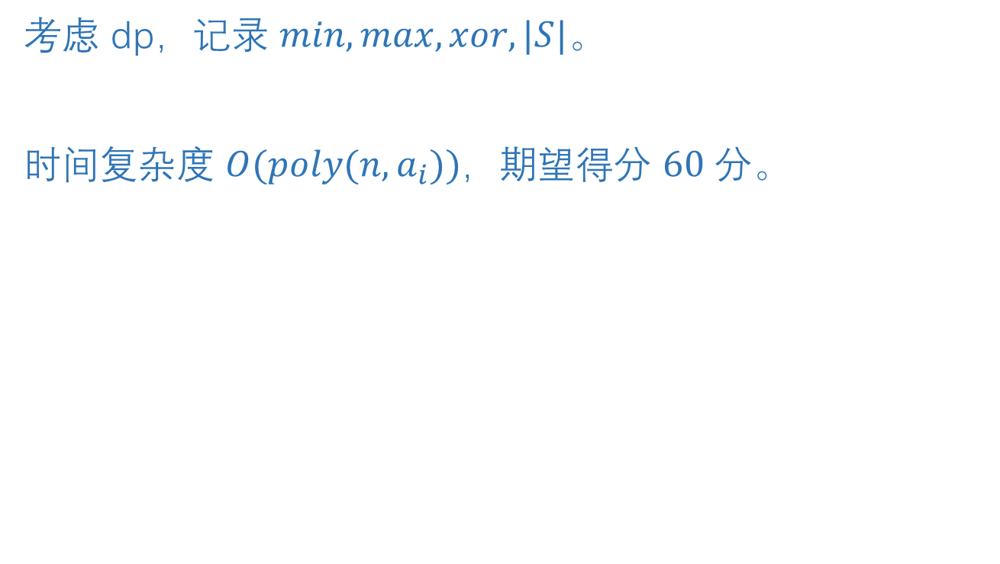 考虑 dp，记录 min, max, xor, |S|。
时间复杂度 O(poly(n, aᵢ))，期望得分 60 分。